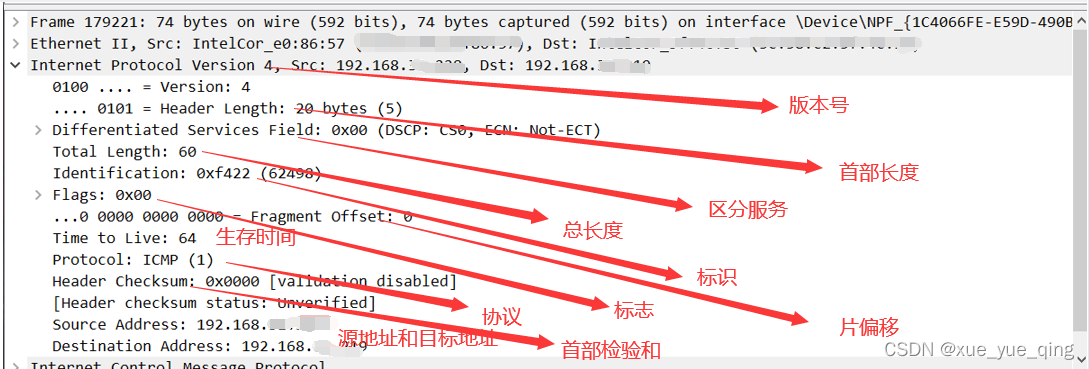 Frame 179221: 74 bytes on wire (592 bits), 74 bytes captured (592 bits) on interface \Device\NPF_{1C4066FE-E59D-490B
Ethernet II, Src: IntelCor_e0:86:57 ( ), Dst:
Internet Protocol Version 4, Src: 192.168. , Dst: 192.168.
0100 .... = Version: 4
版本号
.... 0101 = Header Length: 20 bytes (5)
Differentiated Services Field: 0x00 (DSCP: CS0, ECN: Not-ECT)
Total Length: 60
首部长度
Identification: 0xf422 (62498)
Flags: 0x00
区分服务
...0 0000 0000 0000 = Fragment Offset: 0
总长度
Time to Live: 64
生存时间
Protocol: ICMP (1)
标识
Header Checksum: 0x0000 [validation disabled]
[Header checksum status: Unverified]
标志
协议
Source Address: 192.168.
片偏移
源地址和目标地址
Destination Address: 192.168.
首部检验和
CSDN @xue_yue_qing
Internet Control Message Protocol